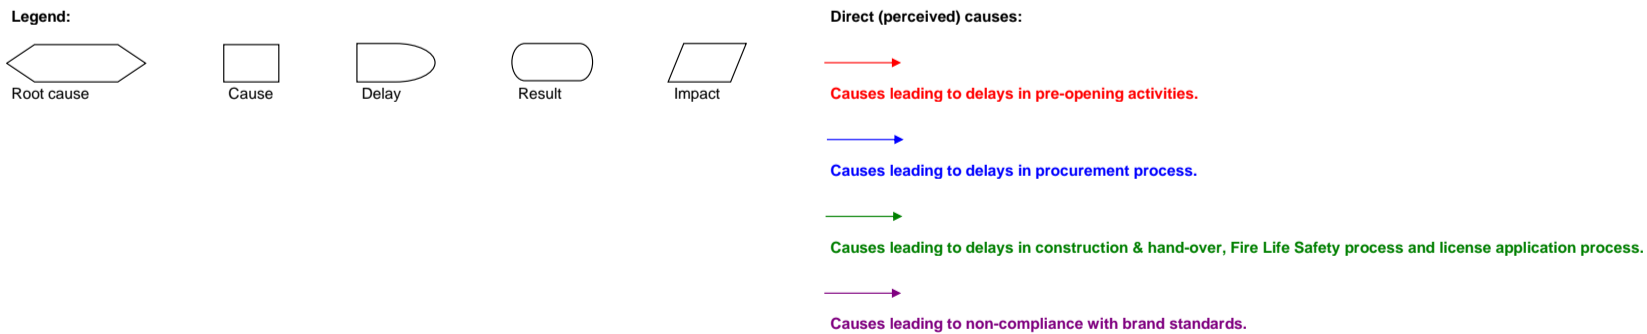 Legend:
Root cause
Cause
Delay
Result
Impact
Direct (perceived) causes:
Causes leading to delays in pre-opening activities.
Causes leading to delays in procurement process.
Causes leading to delays in construction & hand-over, Fire Life Safety process and license application process.
Causes leading to non-compliance with brand standards.